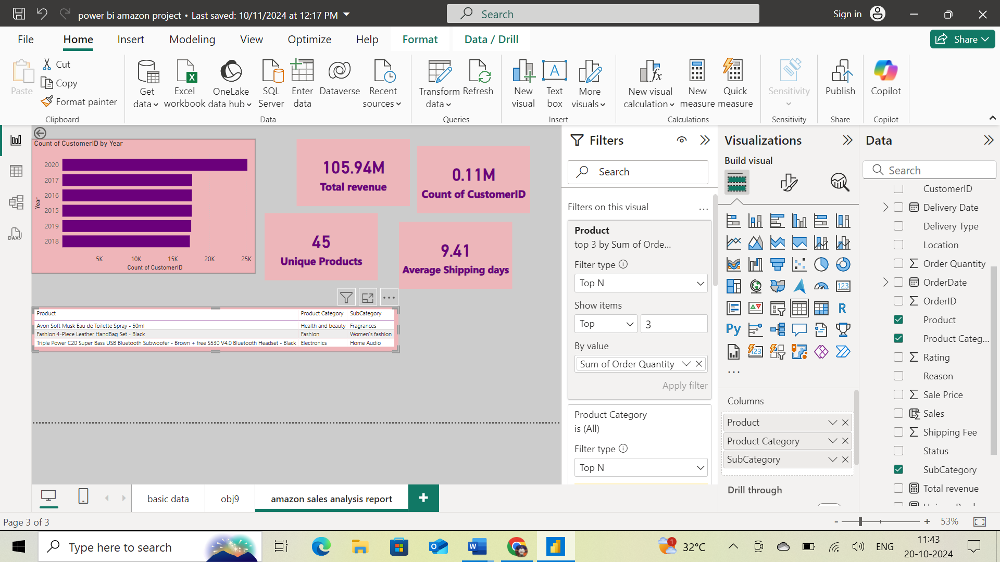 power bi amazon project • Last saved: 10/11/2024 at 12:17 PM
Search
Sign in
File
Home
Insert
Modeling
View
Optimize
Help
Format
Data / Drill
Share
Paste
Cut
Copy
Format painter
Clipboard
Get data
Excel workbook
OneLake data hub
SQL Server
Enter data
Dataverse
Recent sources
Data
Transform data
Refresh
Queries
New visual
Text box
More visuals
Insert
New visual calculation
New measure
Quick measure
Calculations
Sensitivity
Sensitivity
Publish
Share
Copilot
Copilot
DAX
Count of CustomerID by Year
2020
2017
2016
2015
2019
2018
Year
5K 10K 15K 20K 25K
Count of CustomerID
105.94M
Total revenue
0.11M
Count of CustomerID
45
Unique Products
9.41
Average Shipping days
Product Product Category SubCategory
Avon Soft Musk Eau de Toilette Spray - 50ml Health and beauty Fragrances
Fashion 4-Piece Leather HandBag Set - Black Fashion Women's fashion
Triple Power C20 Super Bass USB Bluetooth Subwoofer - Brown + free S530 V4.0 Bluetooth Headset - Black Electronics Home Audio
Filters
Search
Filters on this visual
Product
top 3 by Sum of Orde...
Filter type
Top N
Show items
Top 3
By value
Sum of Order Quantity
Apply filter
Product Category
is (All)
Filter type
Top N
Visualizations
Build visual
123
R
Py
123
Columns
Product
Product Category
SubCategory
Drill through
Data
Search
CustomerID
Delivery Date
Delivery Type
Location
Order Quantity
OrderDate
OrderID
Product
Product Categ...
Rating
Reason
Sale Price
Sales
Shipping Fee
Status
SubCategory
Total revenue
basic data
obj9
amazon sales analysis report
Page 3 of 3
53%
Type here to search
1
32°C
ENG
11:43
20-10-2024